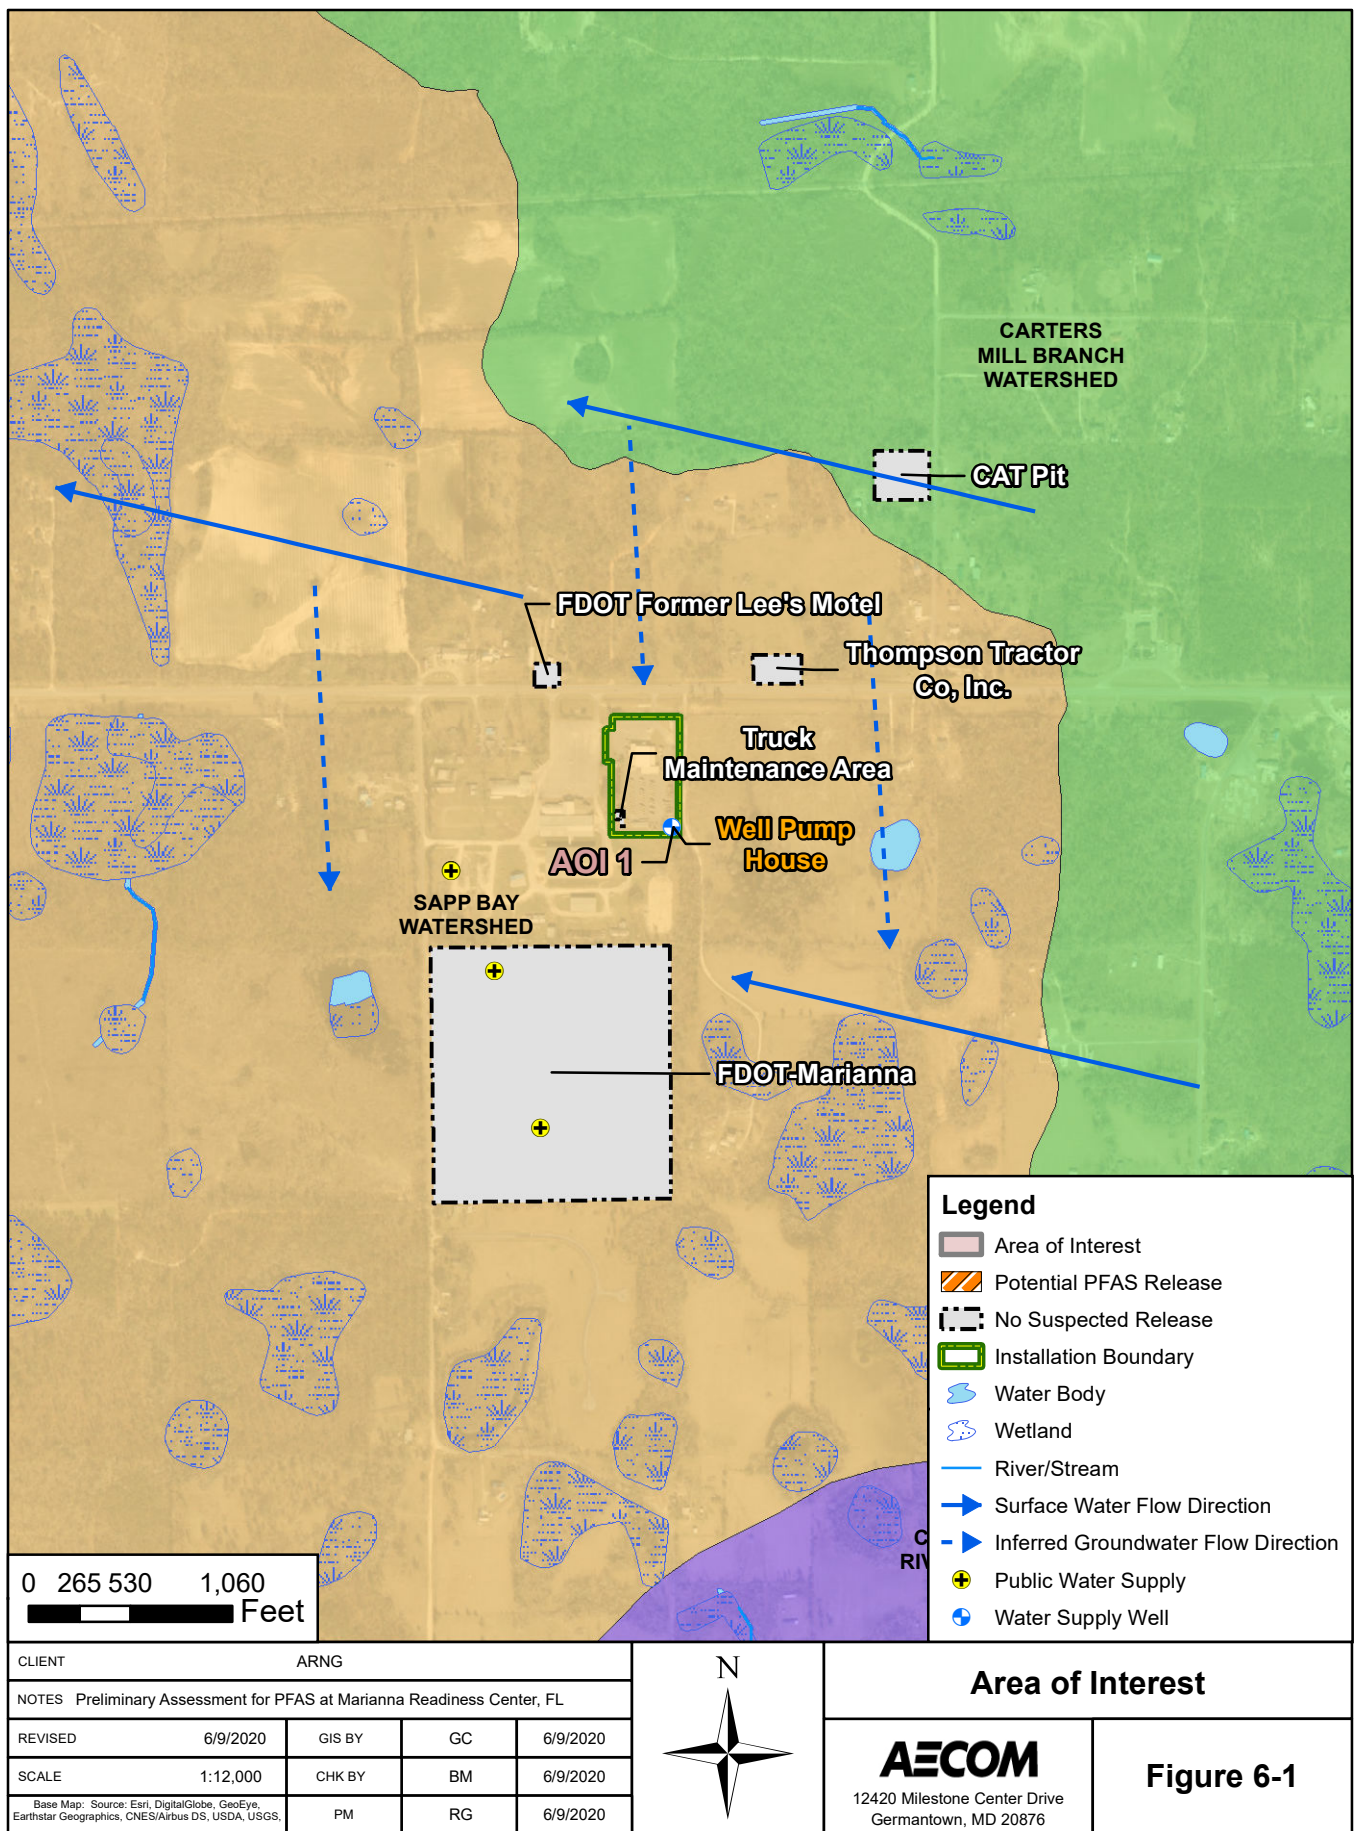 CARTERS
MILL BRANCH
WATERSHED
CAT Pit
FDOT Former Lee's Motel
Thompson Tractor
Co, Inc.
Truck
Maintenance Area
Well Pump
House
AOI 1
SAPP BAY
WATERSHED
FDOT-Marianna
C
RIV
Legend
Area of Interest
Potential PFAS Release
No Suspected Release
Installation Boundary
Water Body
Wetland
River/Stream
Surface Water Flow Direction
Inferred Groundwater Flow Direction
Public Water Supply
Water Supply Well
0 265 530 1,060
Feet
CLIENT ARNG
NOTES Preliminary Assessment for PFAS at Marianna Readiness Center, FL
REVISED 6/9/2020 GIS BY GC 6/9/2020
SCALE 1:12,000 CHK BY BM 6/9/2020
Base Map: Source: Esri, DigitalGlobe, GeoEye,
Earthstar Geographics, CNES/Airbus DS, USDA, USGS,
PM RG 6/9/2020
N
Area of Interest
AECOM
12420 Milestone Center Drive
Germantown, MD 20876
Figure 6-1